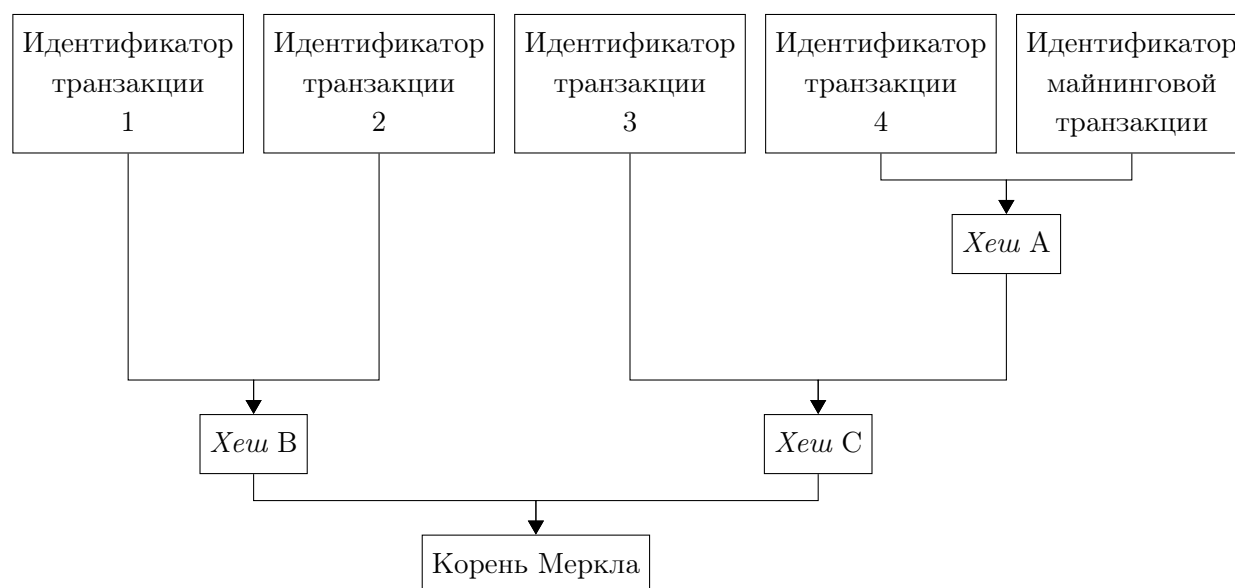 Идентификатор
транзакции
1
Идентификатор
транзакции
2
Идентификатор
транзакции
3
Идентификатор
транзакции
4
Идентификатор
майнинговой
транзакции
Хеш A
Хеш B
Хеш C
Корень Меркла